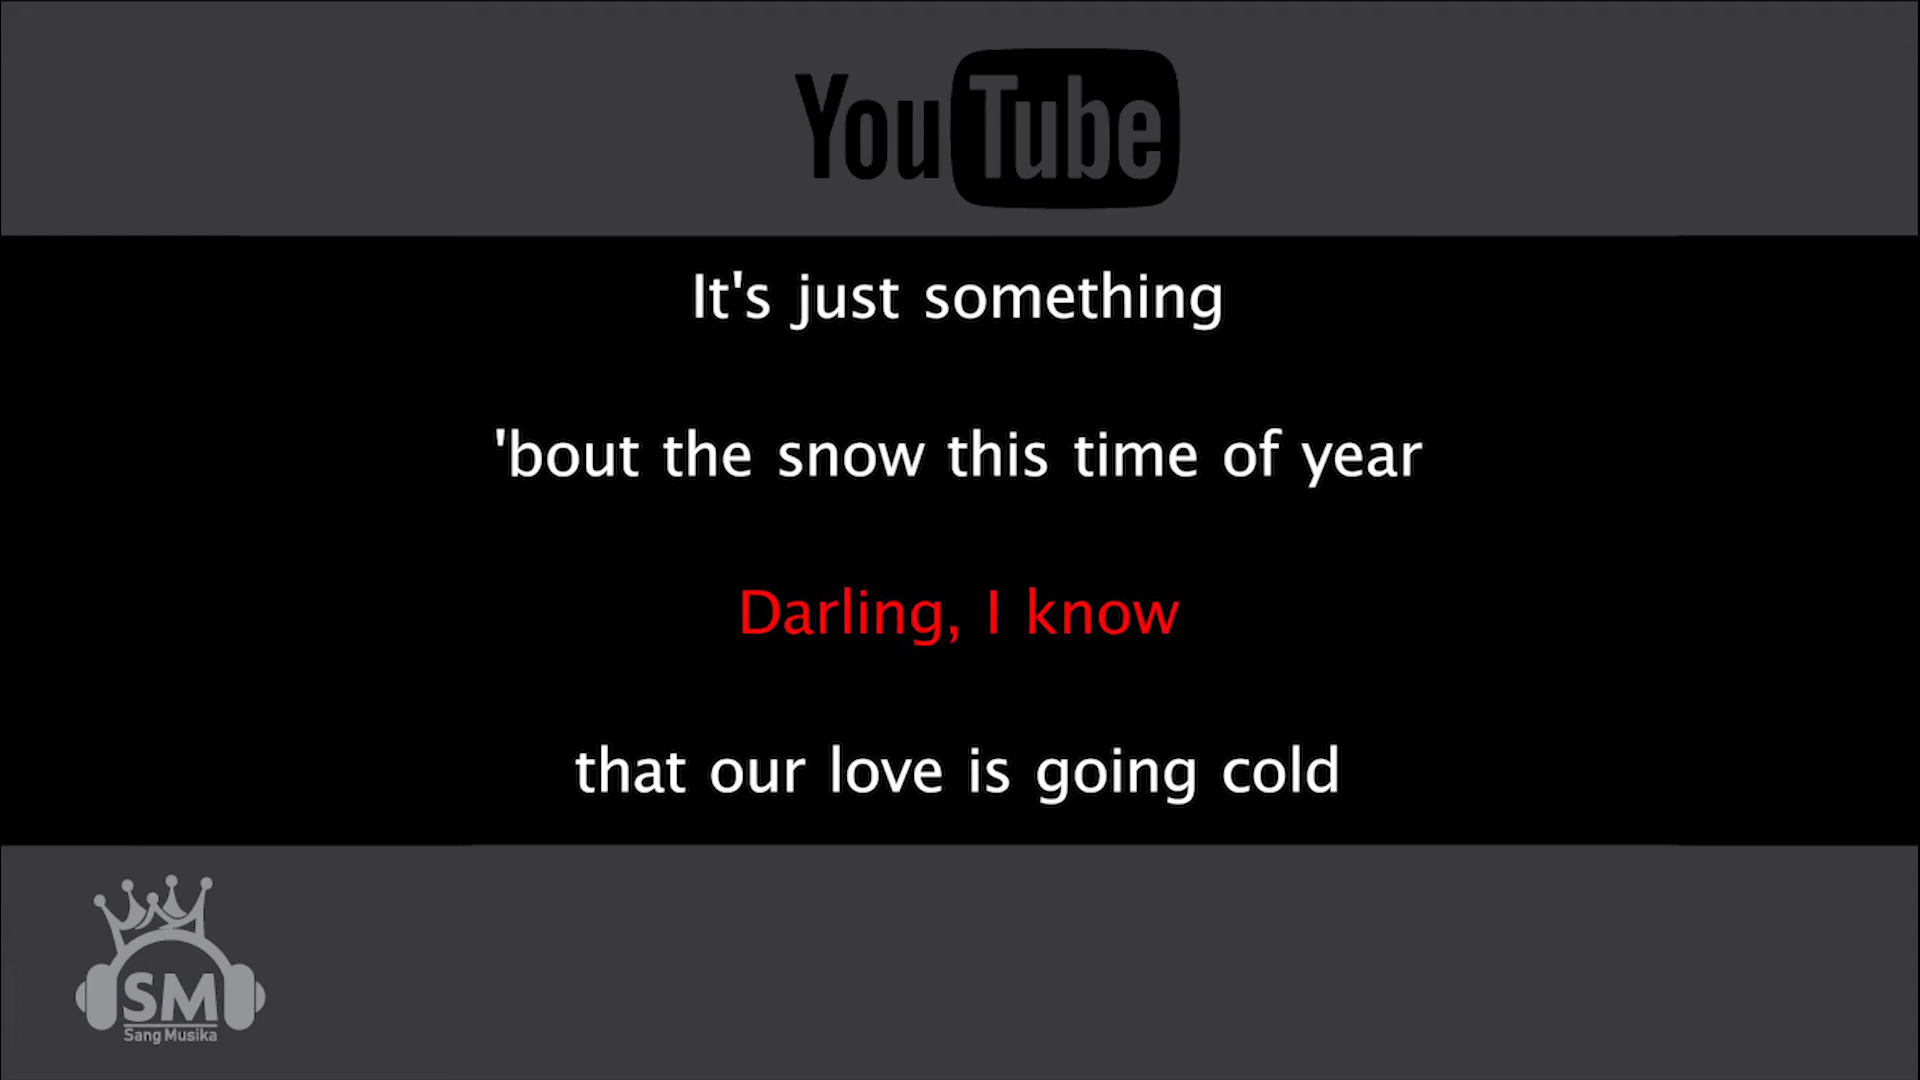 YouTube
It's just something
'bout the snow this time of year
Darling, I know
that our love is going cold
SM
Sang Musika